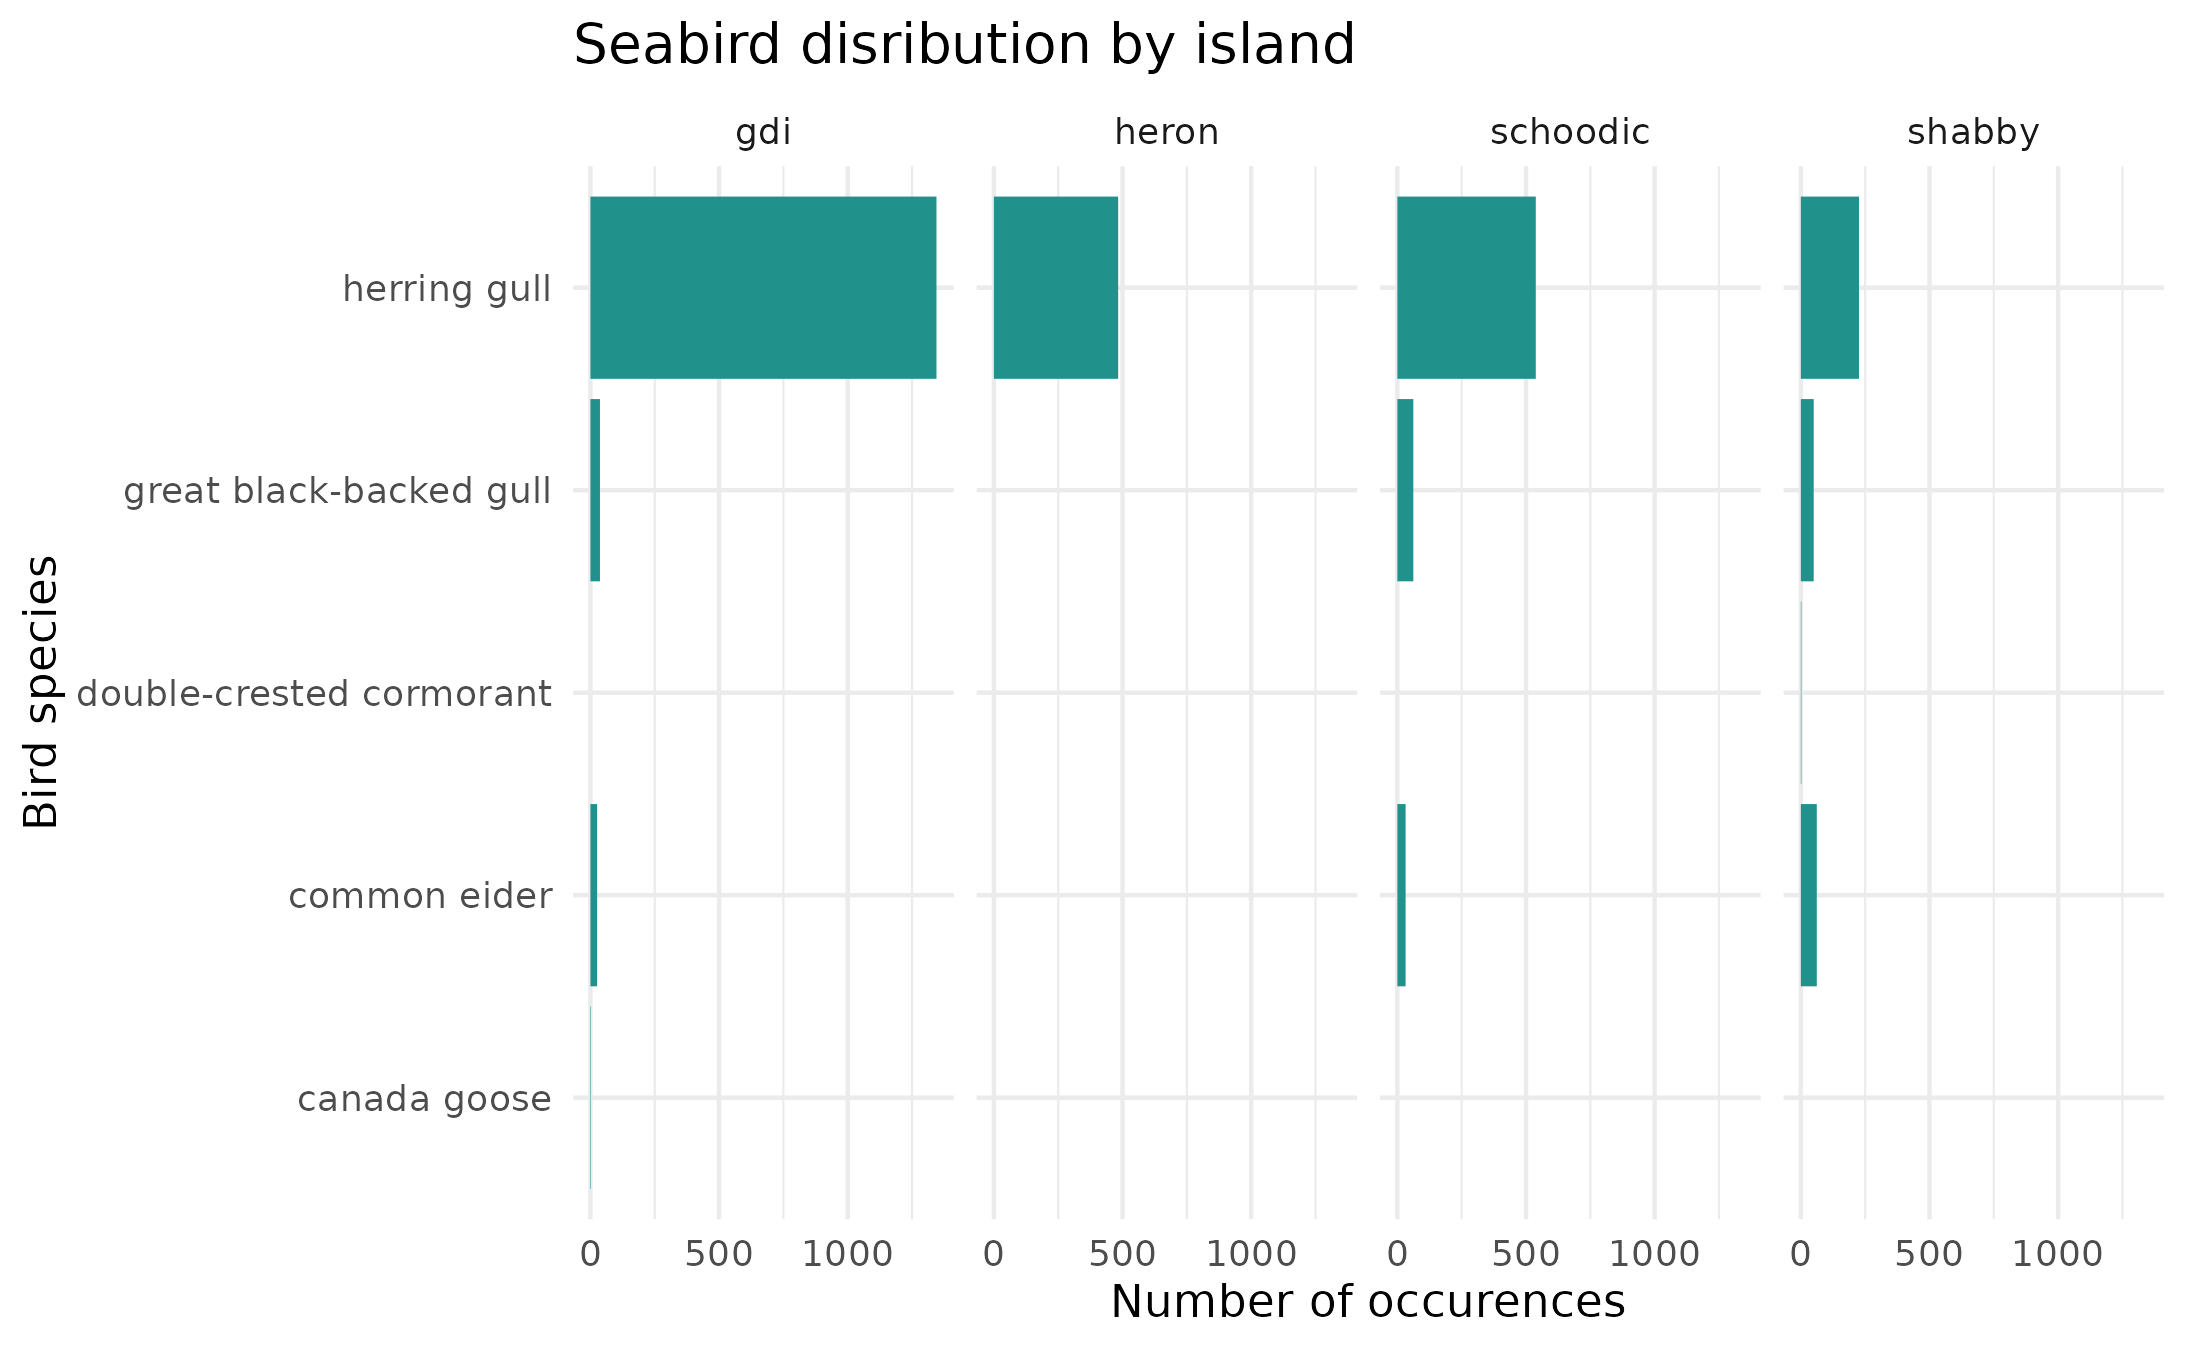 Seabird disribution by island
gdi heron schoodic shabby
herring gull
great black-backed gull
double-crested cormorant
common eider
canada goose
Bird species
0 500 1000 0 500 1000 0 500 1000 0 500 1000
Number of occurences